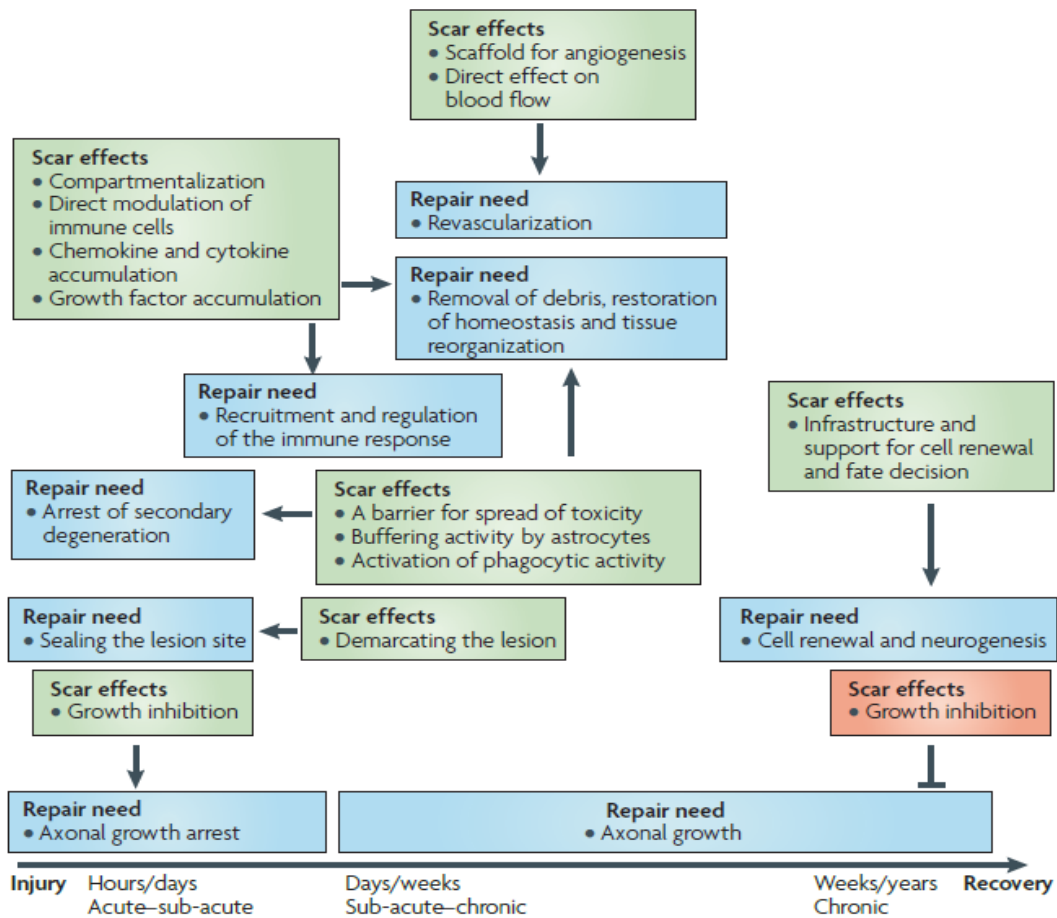 Scar effects
• Scaffold for angiogenesis
• Direct effect on
blood flow
Scar effects
• Compartmentalization
• Direct modulation of
immune cells
• Chemokine and cytokine
accumulation
• Growth factor accumulation
Repair need
• Revascularization
Repair need
• Removal of debris, restoration
of homeostasis and tissue
reorganization
Repair need
• Recruitment and regulation
of the immune response
Scar effects
• Infrastructure and
support for cell renewal
and fate decision
Repair need
• Arrest of secondary
degeneration
Scar effects
• A barrier for spread of toxicity
• Buffering activity by astrocytes
• Activation of phagocytic activity
Repair need
• Sealing the lesion site
Scar effects
• Demarcating the lesion
Repair need
• Cell renewal and neurogenesis
Scar effects
• Growth inhibition
Scar effects
• Growth inhibition
Repair need
• Axonal growth arrest
Repair need
• Axonal growth
Injury
Hours/days
Acute–sub-acute
Days/weeks
Sub-acute–chronic
Weeks/years
Chronic
Recovery